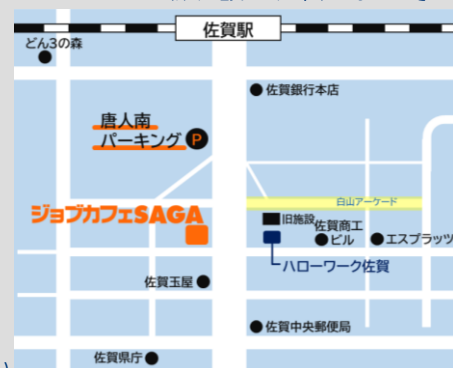 佐賀駅
どん3の森
佐賀銀行本店
唐人南
パーキング P
白山アーケード
ジョブカフェSAGA
旧施設
佐賀商工
ビル
エスプラッツ
ハローワーク佐賀
佐賀玉屋
佐賀中央郵便局
佐賀県庁